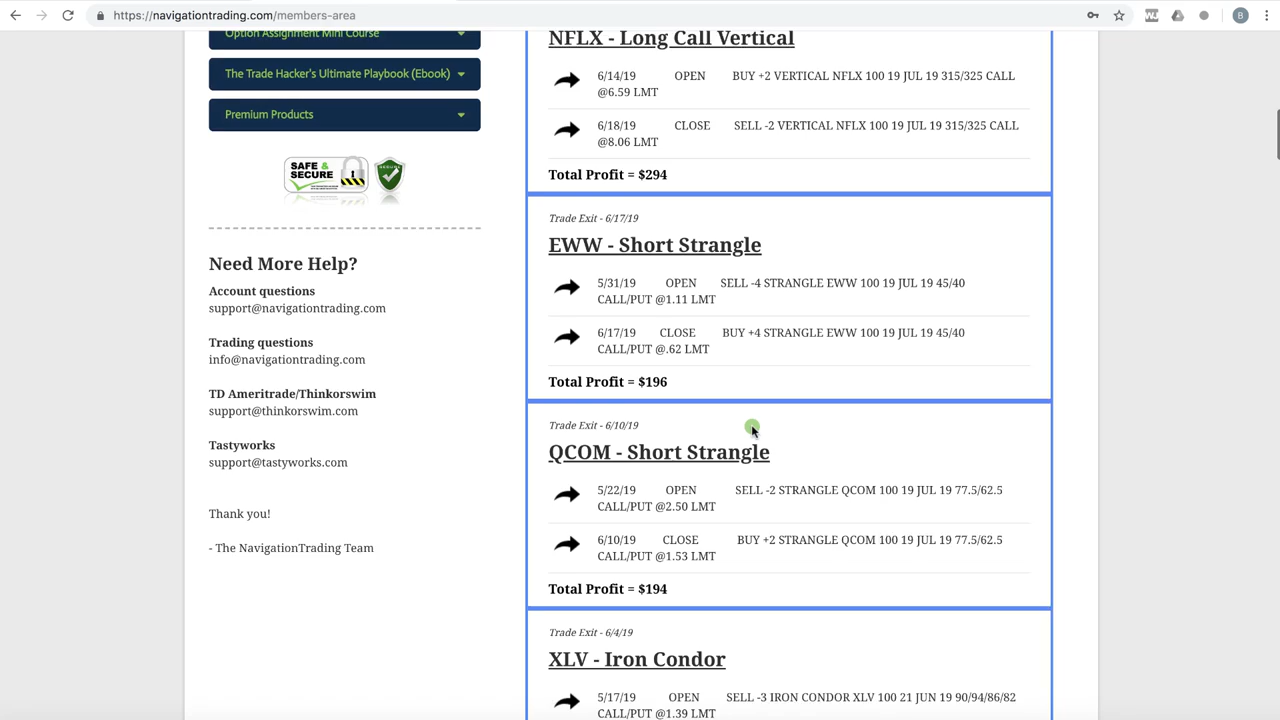 https://navigationtrading.com/members-area
B
Option Assignment Mini Course
The Trade Hacker's Ultimate Playbook (Ebook)
Premium Products
SAFE &
SECURE
SECURE
Need More Help?
Account questions
support@navigationtrading.com
Trading questions
info@navigationtrading.com
TD Ameritrade/Thinkorswim
support@thinkorswim.com
Tastyworks
support@tastyworks.com
Thank you!
- The NavigationTrading Team
NFLX - Long Call Vertical
6/14/19 OPEN BUY +2 VERTICAL NFLX 100 19 JUL 19 315/325 CALL
@6.59 LMT
6/18/19 CLOSE SELL -2 VERTICAL NFLX 100 19 JUL 19 315/325 CALL
@8.06 LMT
Total Profit = $294
Trade Exit - 6/17/19
EWW - Short Strangle
5/31/19 OPEN SELL -4 STRANGLE EWW 100 19 JUL 19 45/40
CALL/PUT @1.11 LMT
6/17/19 CLOSE BUY +4 STRANGLE EWW 100 19 JUL 19 45/40
CALL/PUT @.62 LMT
Total Profit = $196
Trade Exit - 6/10/19
QCOM - Short Strangle
5/22/19 OPEN SELL -2 STRANGLE QCOM 100 19 JUL 19 77.5/62.5
CALL/PUT @2.50 LMT
6/10/19 CLOSE BUY +2 STRANGLE QCOM 100 19 JUL 19 77.5/62.5
CALL/PUT @1.53 LMT
Total Profit = $194
Trade Exit - 6/4/19
XLV - Iron Condor
5/17/19 OPEN SELL -3 IRON CONDOR XLV 100 21 JUN 19 90/94/86/82
CALL/PUT @1.39 LMT